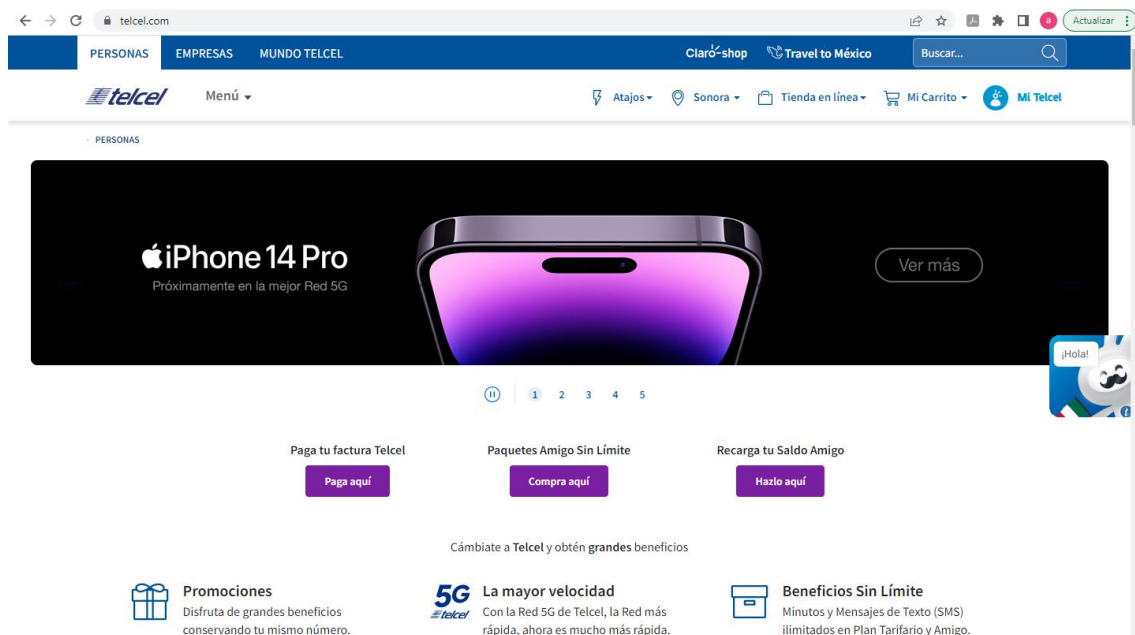 telcel.com
a
Actualizar
PERSONAS EMPRESAS MUNDO TELCEL Claro-shop Travel to México Buscar...
telcel Menú Atajos Sonora Tienda en línea Mi Carrito Mi Telcel
PERSONAS
iPhone 14 Pro
Próximamente en la mejor Red 5G
Ver más
¡Hola!
1 2 3 4 5
Paga tu factura Telcel Paquetes Amigo Sin Límite Recarga tu Saldo Amigo
Paga aquí Compra aquí Hazlo aquí
Cámbiate a Telcel y obtén grandes beneficios
Promociones
Disfruta de grandes beneficios
conservando tu mismo número.
5G
telcel
La mayor velocidad
Con la Red 5G de Telcel, la Red más
rápida, ahora es mucho más rápida.
Beneficios Sin Límite
Minutos y Mensajes de Texto (SMS)
ilimitados en Plan Tarifario y Amigo.